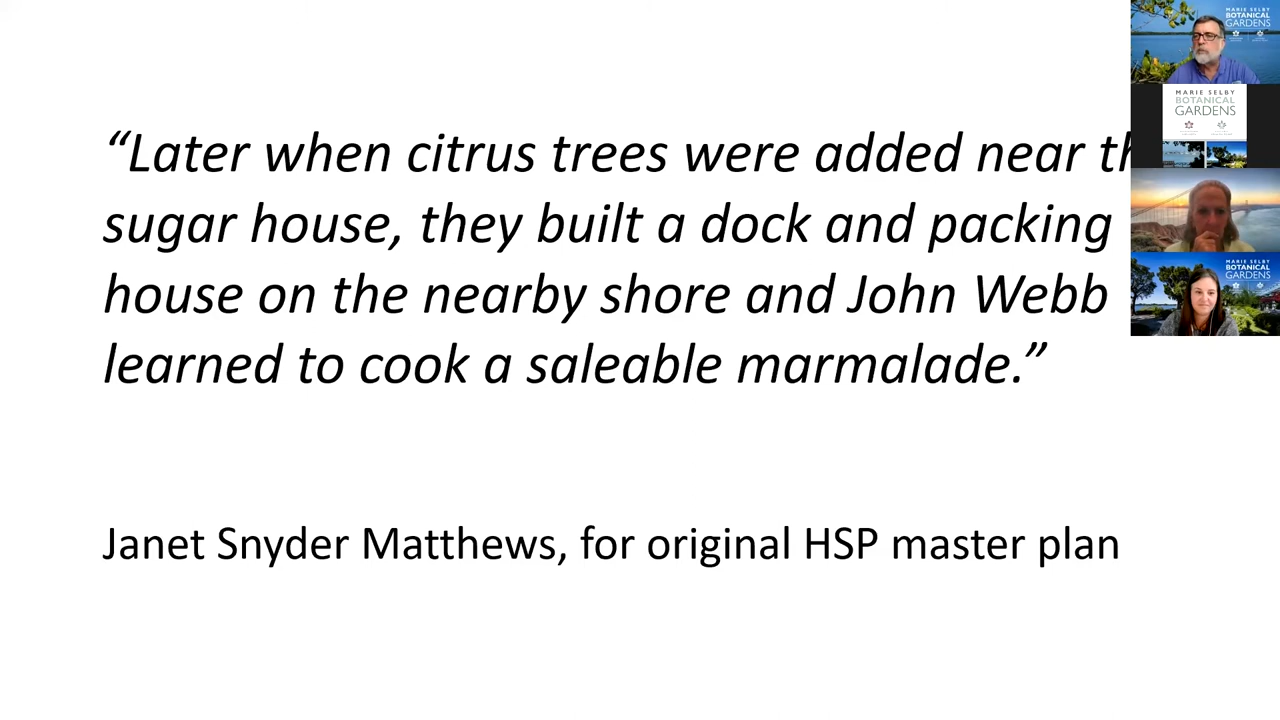 “Later when citrus trees were added near th
sugar house, they built a dock and packing
house on the nearby shore and John Webb
learned to cook a saleable marmalade.”
Janet Snyder Matthews, for original HSP master plan
MARIE SELBY
BOTANICAL
GARDENS
MARIE SELBY
BOTANICAL
GARDENS
MARIE SELBY
BOTANICAL
GARDENS